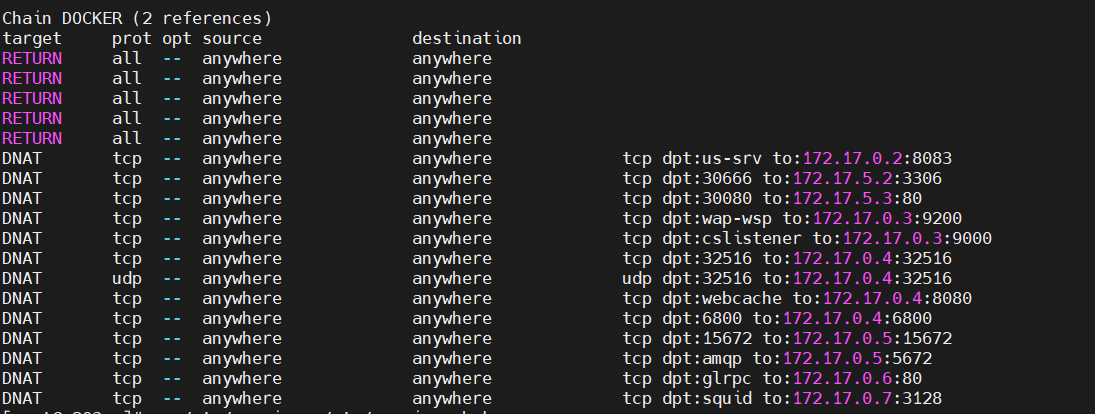 Chain DOCKER (2 references)
target     prot opt source               destination
RETURN     all  --  anywhere             anywhere
RETURN     all  --  anywhere             anywhere
RETURN     all  --  anywhere             anywhere
RETURN     all  --  anywhere             anywhere
RETURN     all  --  anywhere             anywhere
DNAT       tcp  --  anywhere             anywhere             tcp dpt:us-srv to:172.17.0.2:8083
DNAT       tcp  --  anywhere             anywhere             tcp dpt:30666 to:172.17.5.2:3306
DNAT       tcp  --  anywhere             anywhere             tcp dpt:30080 to:172.17.5.3:80
DNAT       tcp  --  anywhere             anywhere             tcp dpt:wap-wsp to:172.17.0.3:9200
DNAT       tcp  --  anywhere             anywhere             tcp dpt:cslistener to:172.17.0.3:9000
DNAT       tcp  --  anywhere             anywhere             tcp dpt:32516 to:172.17.0.4:32516
DNAT       udp  --  anywhere             anywhere             udp dpt:32516 to:172.17.0.4:32516
DNAT       tcp  --  anywhere             anywhere             tcp dpt:webcache to:172.17.0.4:8080
DNAT       tcp  --  anywhere             anywhere             tcp dpt:6800 to:172.17.0.4:6800
DNAT       tcp  --  anywhere             anywhere             tcp dpt:15672 to:172.17.0.5:15672
DNAT       tcp  --  anywhere             anywhere             tcp dpt:amqp to:172.17.0.5:5672
DNAT       tcp  --  anywhere             anywhere             tcp dpt:glrpc to:172.17.0.6:80
DNAT       tcp  --  anywhere             anywhere             tcp dpt:squid to:172.17.0.7:3128